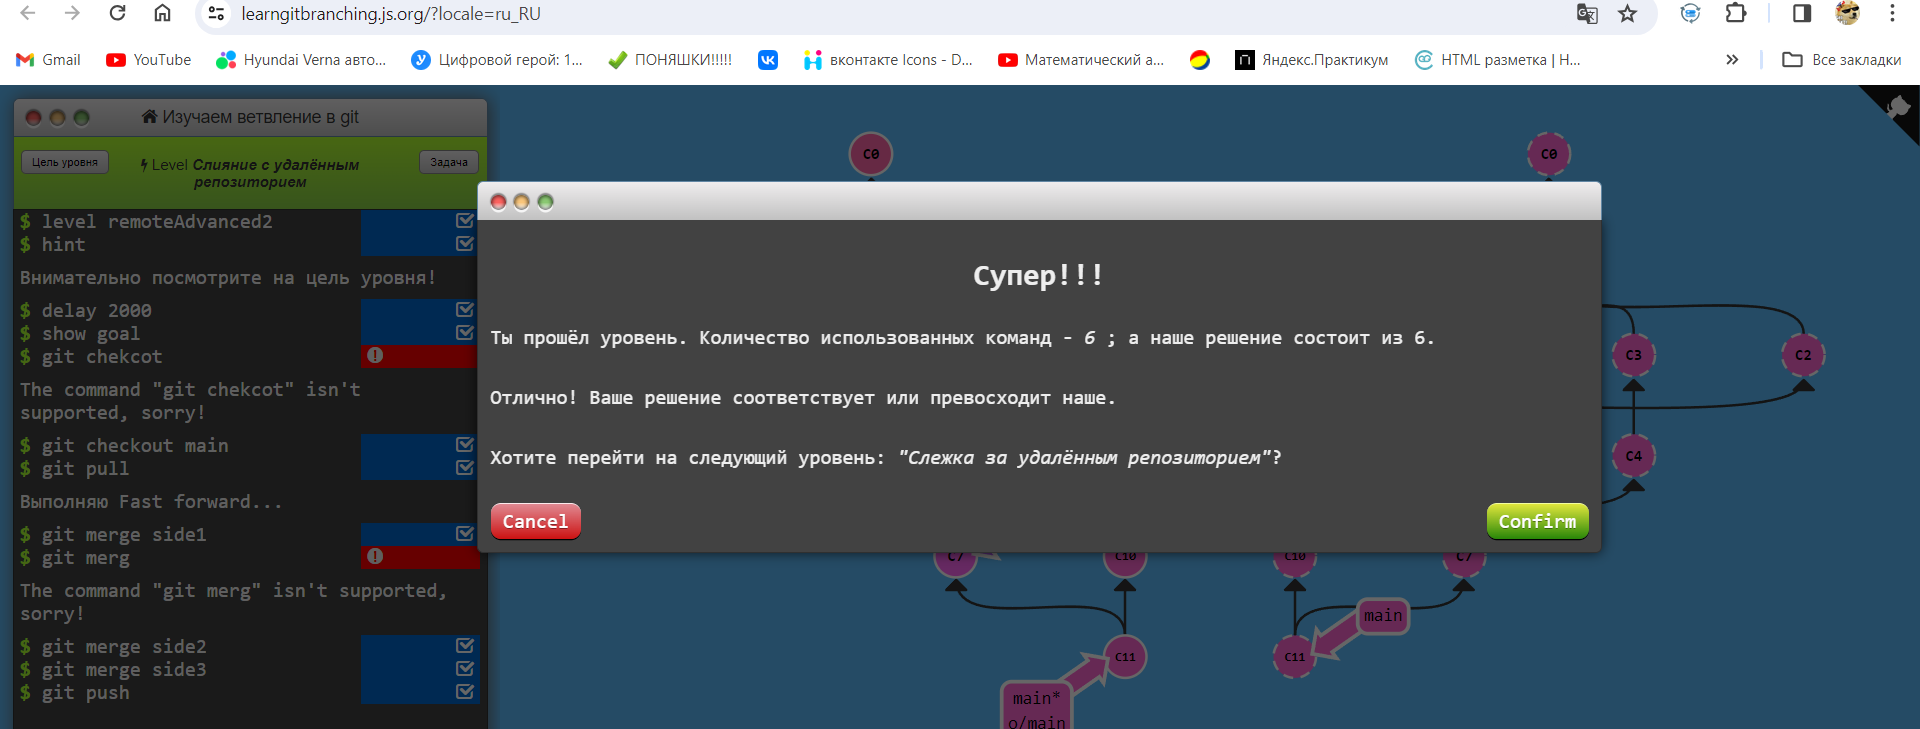 learngitbranching.js.org/?locale=ru_RU
Gmail
YouTube
Hyundai Verna авто...
Цифровой герой: 1...
ПОНЯШКИ!!!!!
вконтакте Icons - D...
Математический а...
Яндекс.Практикум
HTML разметка | Н...
»
Все закладки
Изучаем ветвление в git
Цель уровня
Level Слияние с удалённым
репозиторием
Задача
$ level remoteAdvanced2
$ hint
Внимательно посмотрите на цель уровня!
$ delay 2000
$ show goal
$ git chekcot
The command "git chekcot" isn't
supported, sorry!
$ git checkout main
$ git pull
Выполняю Fast forward...
$ git merge side1
$ git merg
The command "git merg" isn't supported,
sorry!
$ git merge side2
$ git merge side3
$ git push
C0
C0
Супер!!!
Ты прошёл уровень. Количество использованных команд - 6 ; а наше решение состоит из 6.
Отлично! Ваше решение соответствует или превосходит наше.
Хотите перейти на следующий уровень: "Слежка за удалённым репозиторием"?
Cancel
Confirm
C3
C2
C4
C7
C10
C10
C7
main
C11
C11
main*
o/main